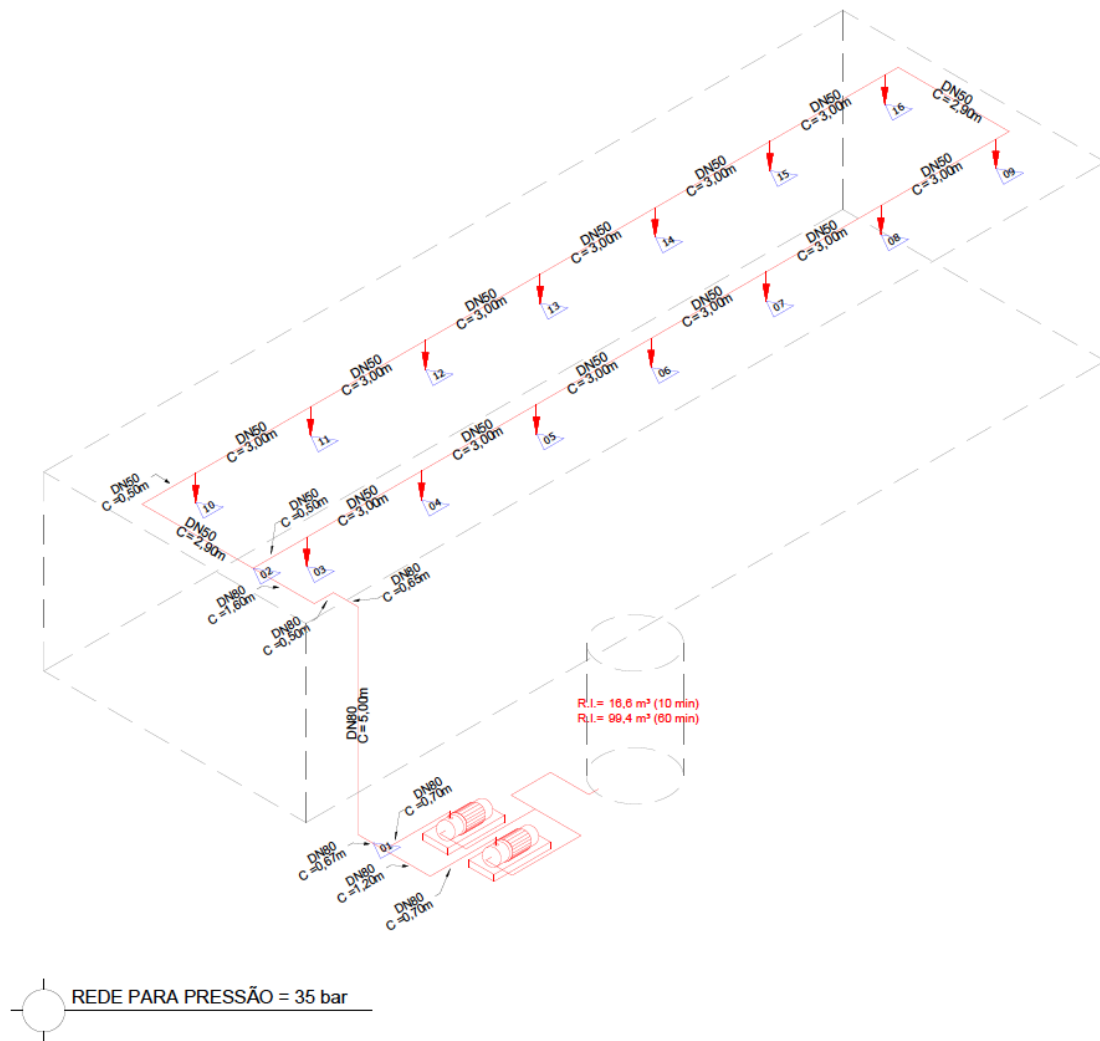 DN50
C= 2,90m
DN50
C= 3,00m
16
DN50
C= 3,00m
15
DN50
C= 3,00m
09
DN50
C= 3,00m
14
DN50
C= 3,00m
08
DN50
C= 3,00m
13
DN50
C= 3,00m
07
DN50
C= 3,00m
12
DN50
C= 3,00m
06
DN50
C= 3,00m
11
DN50
C= 3,00m
05
DN50
C =0,50m
10
DN50
C =0,50m
DN50
C= 3,00m
04
DN50
C= 2,90m
02
03
DN80
C =1,60m
DN80
C =0,65m
DN80
C =0,50m
DN80
C = 5,00m
R.I.= 16,6 m³ (10 min)
R.I.= 99,4 m³ (60 min)
DN80
C =0,70m
01
DN80
C =0,67m
DN80
C =1,20m
DN80
C =0,70m
REDE PARA PRESSÃO = 35 bar